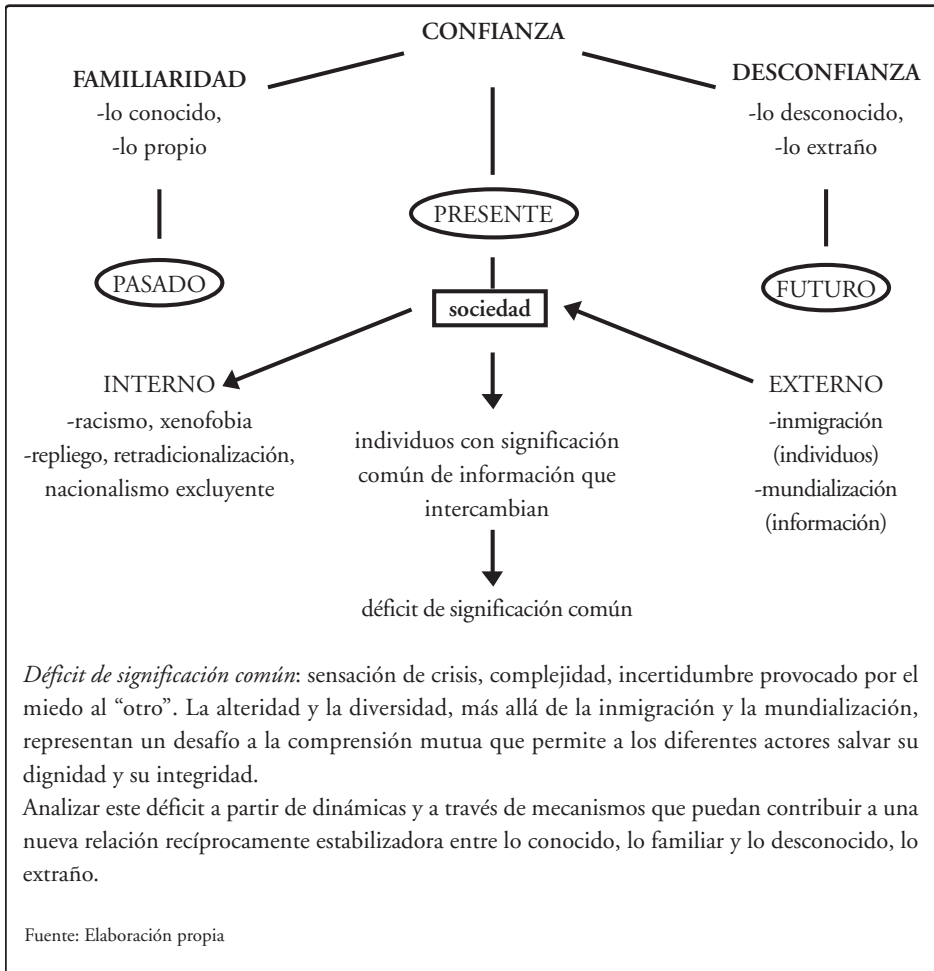 CONFIANZA
FAMILIARIDAD
-lo conocido,
-lo propio
DESCONFIANZA
-lo desconocido,
-lo extraño
PRESENTE
PASADO
FUTURO
sociedad
INTERNO
-racismo, xenofobia
-repliego, retradicionalización,
nacionalismo excluyente
individuos con significación
común de información que
intercambian
EXTERNO
-inmigración
(individuos)
-mundialización
(información)
déficit de significación común
Déficit de significación común: sensación de crisis, complejidad, incertidumbre provocado por el
miedo al “otro”. La alteridad y la diversidad, más allá de la inmigración y la mundialización,
representan un desafío a la comprensión mutua que permite a los diferentes actores salvar su
dignidad y su integridad.
Analizar este déficit a partir de dinámicas y a través de mecanismos que puedan contribuir a una
nueva relación recíprocamente estabilizadora entre lo conocido, lo familiar y lo desconocido, lo
extraño.
Fuente: Elaboración propia